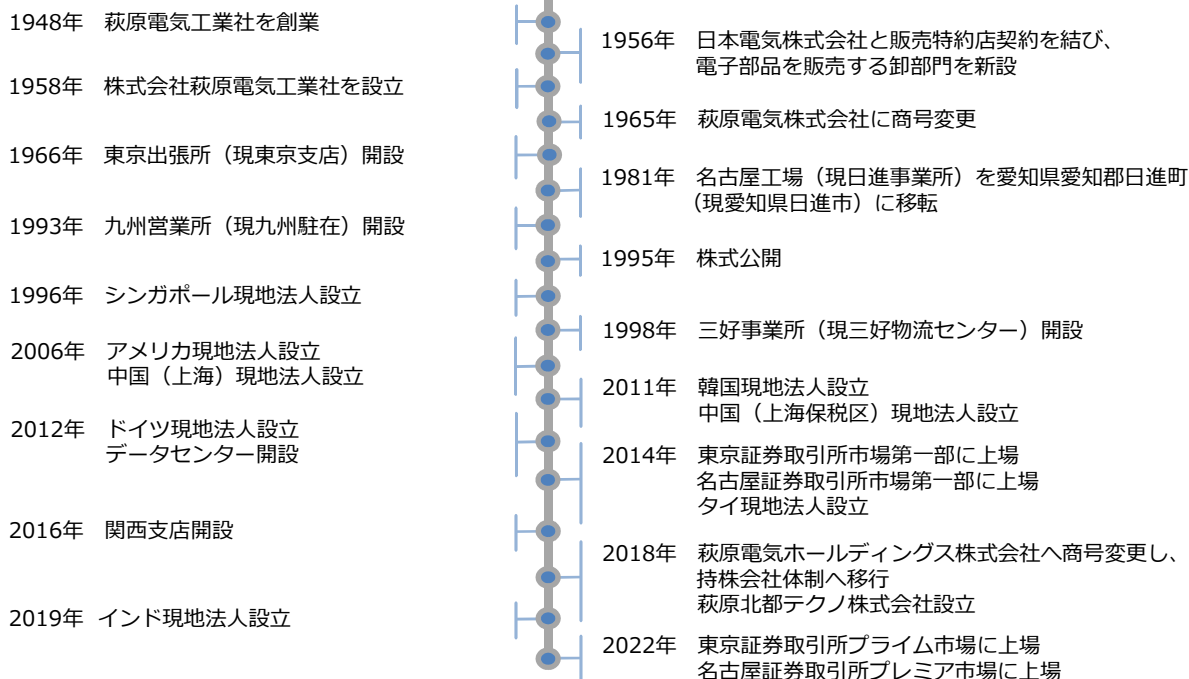 1948年 萩原電気工業社を創業
1956年 日本電気株式会社と販売特約店契約を結び、
電子部品を販売する卸部門を新設
1958年 株式会社萩原電気工業社を設立
1965年 萩原電気株式会社に商号変更
1966年 東京出張所（現東京支店）開設
1981年 名古屋工場（現日進事業所）を愛知県愛知郡日進町
（現愛知県日進市）に移転
1993年 九州営業所（現九州駐在）開設
1995年 株式公開
1996年 シンガポール現地法人設立
1998年 三好事業所（現三好物流センター）開設
2006年 アメリカ現地法人設立
中国（上海）現地法人設立
2011年 韓国現地法人設立
中国（上海保税区）現地法人設立
2012年 ドイツ現地法人設立
データセンター開設
2014年 東京証券取引所市場第一部に上場
名古屋証券取引所市場第一部に上場
タイ現地法人設立
2016年 関西支店開設
2018年 萩原電気ホールディングス株式会社へ商号変更し、
持株会社体制へ移行
萩原北都テクノ株式会社設立
2019年 インド現地法人設立
2022年 東京証券取引所プライム市場に上場
名古屋証券取引所プレミア市場に上場